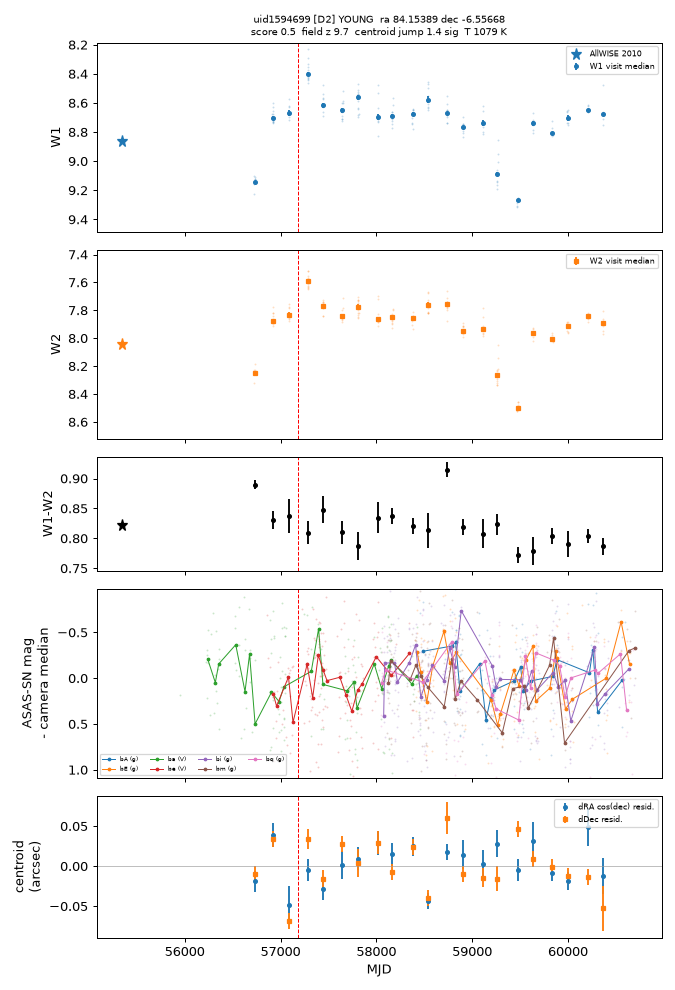 uid1594699 [D2] YOUNG ra 84.15389 dec -6.55668
score 0.5 field z 9.7 centroid jump 1.4 sig T 1079 K
8.2
8.4
8.6
8.8
9.0
9.2
9.4
W1
AllWISE 2010
W1 visit median
7.4
7.6
7.8
8.0
8.2
8.4
8.6
W2
W2 visit median
0.90
0.85
0.80
0.75
W1-W2
−0.5
0.0
0.5
1.0
ASAS-SN mag
- camera median
bA (g)
bE (g)
ba (V)
be (V)
bi (g)
bm (g)
bq (g)
0.05
0.00
−0.05
centroid
(arcsec)
dRA cos(dec) resid.
dDec resid.
56000
57000
58000
59000
60000
MJD